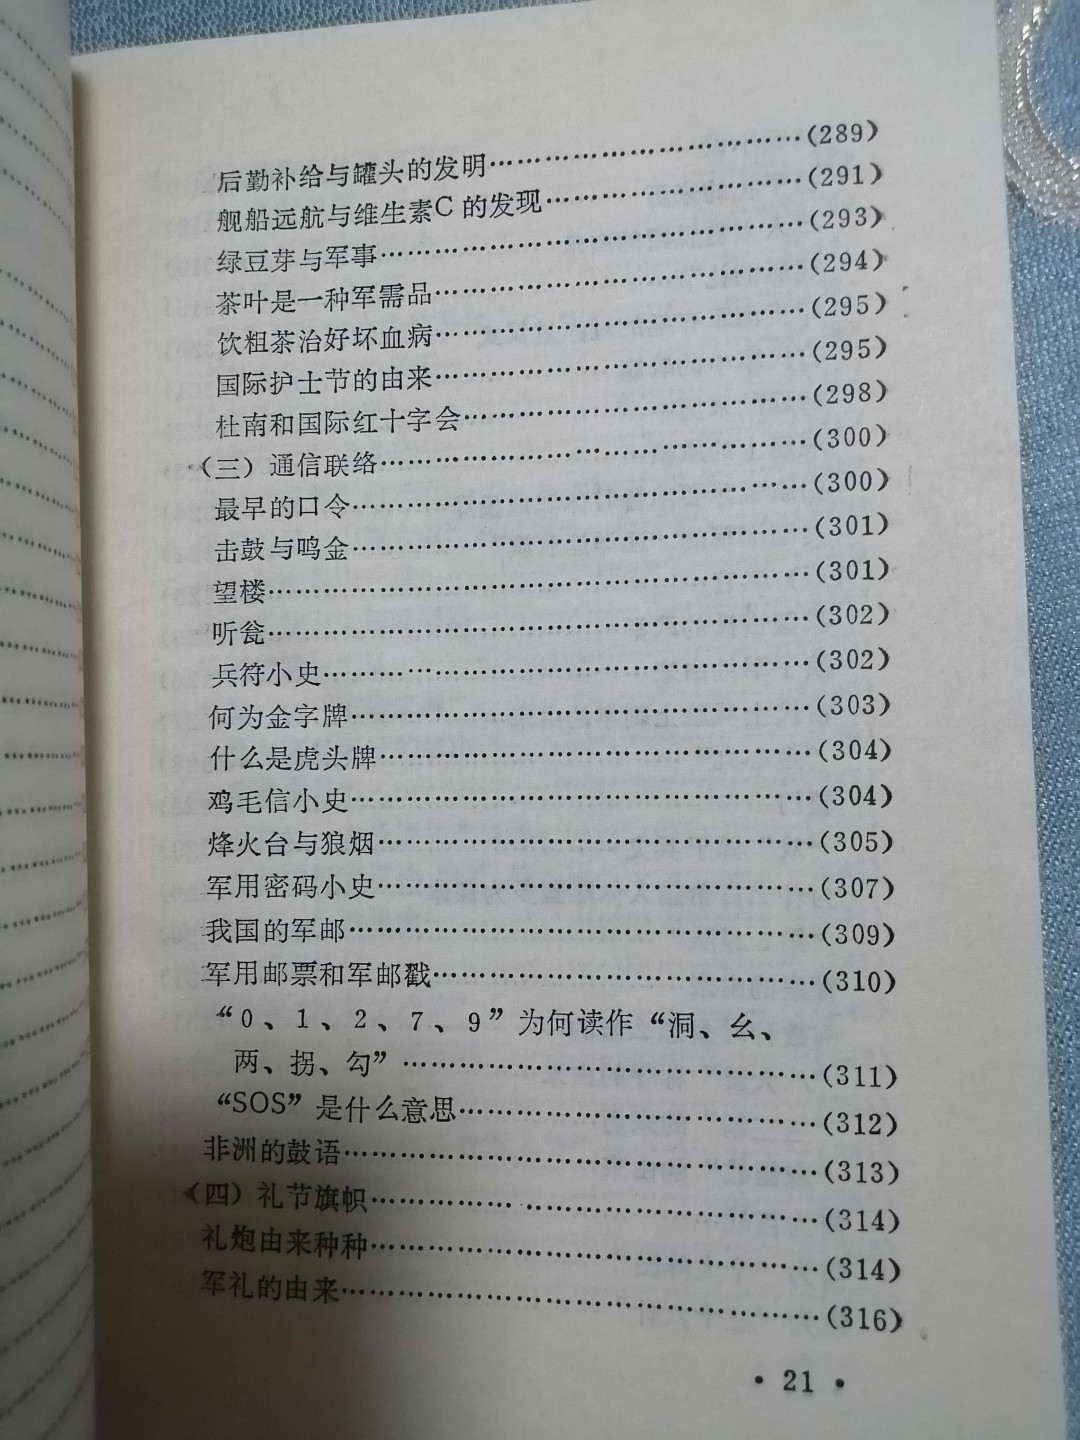 后勤补给与罐头的发明……………………………(289)
舰船远航与维生素C的发现………………………(291)
绿豆芽与军事………………………………………(293)
茶叶是一种军需品…………………………………(294)
饮粗茶治好坏血病…………………………………(295)
国际护士节的由来…………………………………(295)
杜南和国际红十字会………………………………(298)
(三)通信联络………………………………………(300)
最早的口令…………………………………………(300)
击鼓与鸣金…………………………………………(301)
望楼…………………………………………………(301)
听瓮…………………………………………………(302)
兵符小史……………………………………………(302)
何为金字牌…………………………………………(303)
什么是虎头牌………………………………………(304)
鸡毛信小史…………………………………………(304)
烽火台与狼烟………………………………………(305)
军用密码小史………………………………………(307)
我国的军邮…………………………………………(309)
军用邮票和军邮戳…………………………………(310)
“0、1、2、7、9”为何读作“洞、幺、
两、拐、勾”………………………………………(311)
“SOS”是什么意思…………………………………(312)
非洲的鼓语…………………………………………(313)
(四)礼节旗帜………………………………………(314)
礼炮由来种种………………………………………(314)
军礼的由来…………………………………………(316)
• 21 •